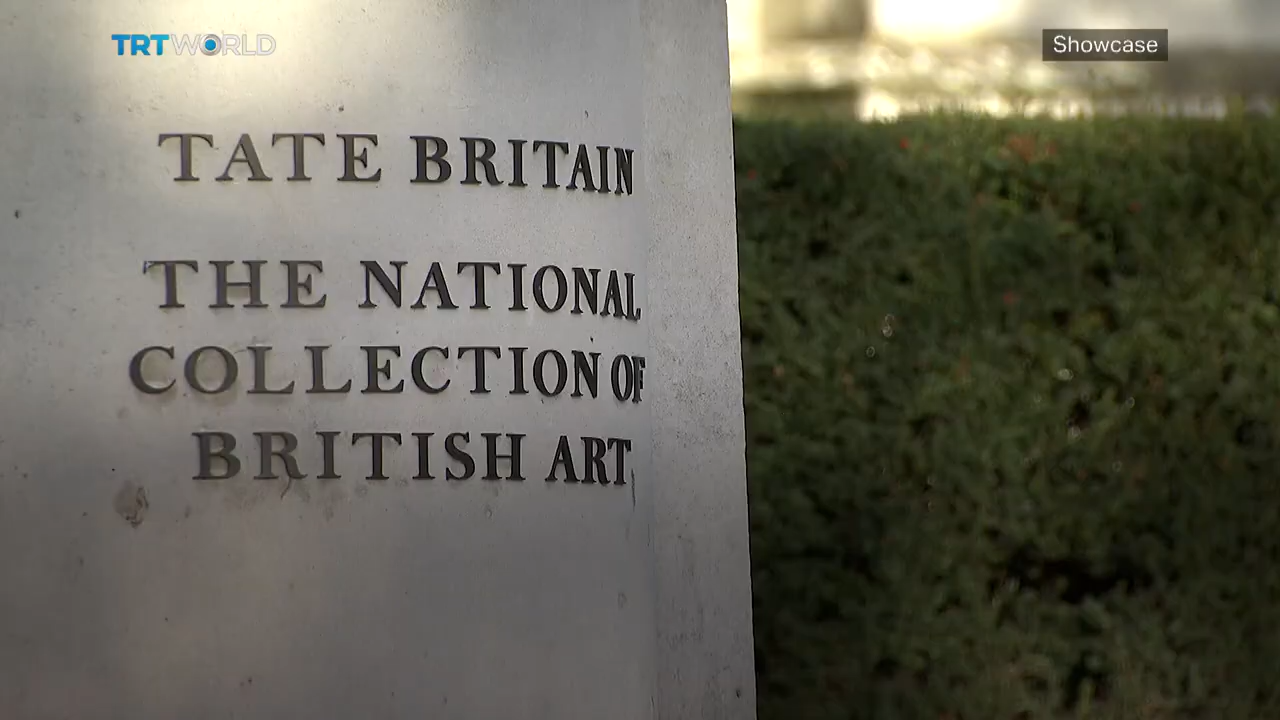 TRT WORLD
Showcase
TATE BRITAIN
THE NATIONAL
COLLECTION OF
BRITISH ART